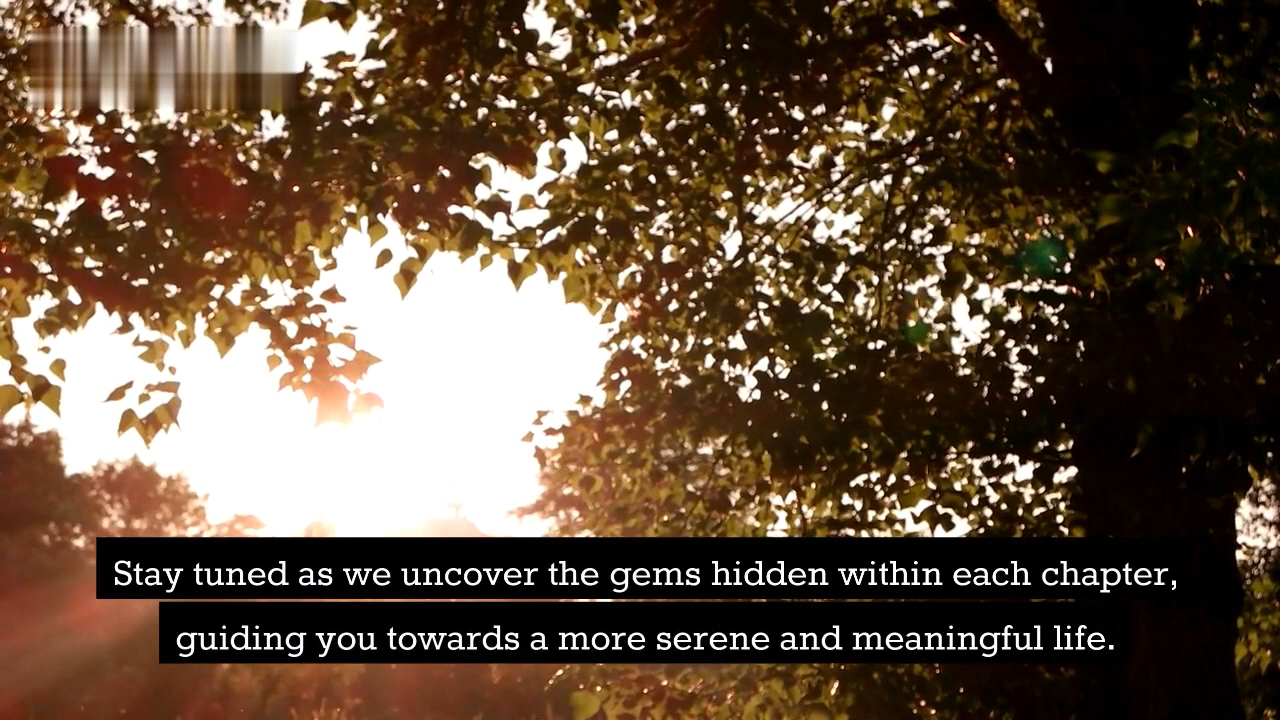 Stay tuned as we uncover the gems hidden within each chapter,
guiding you towards a more serene and meaningful life.